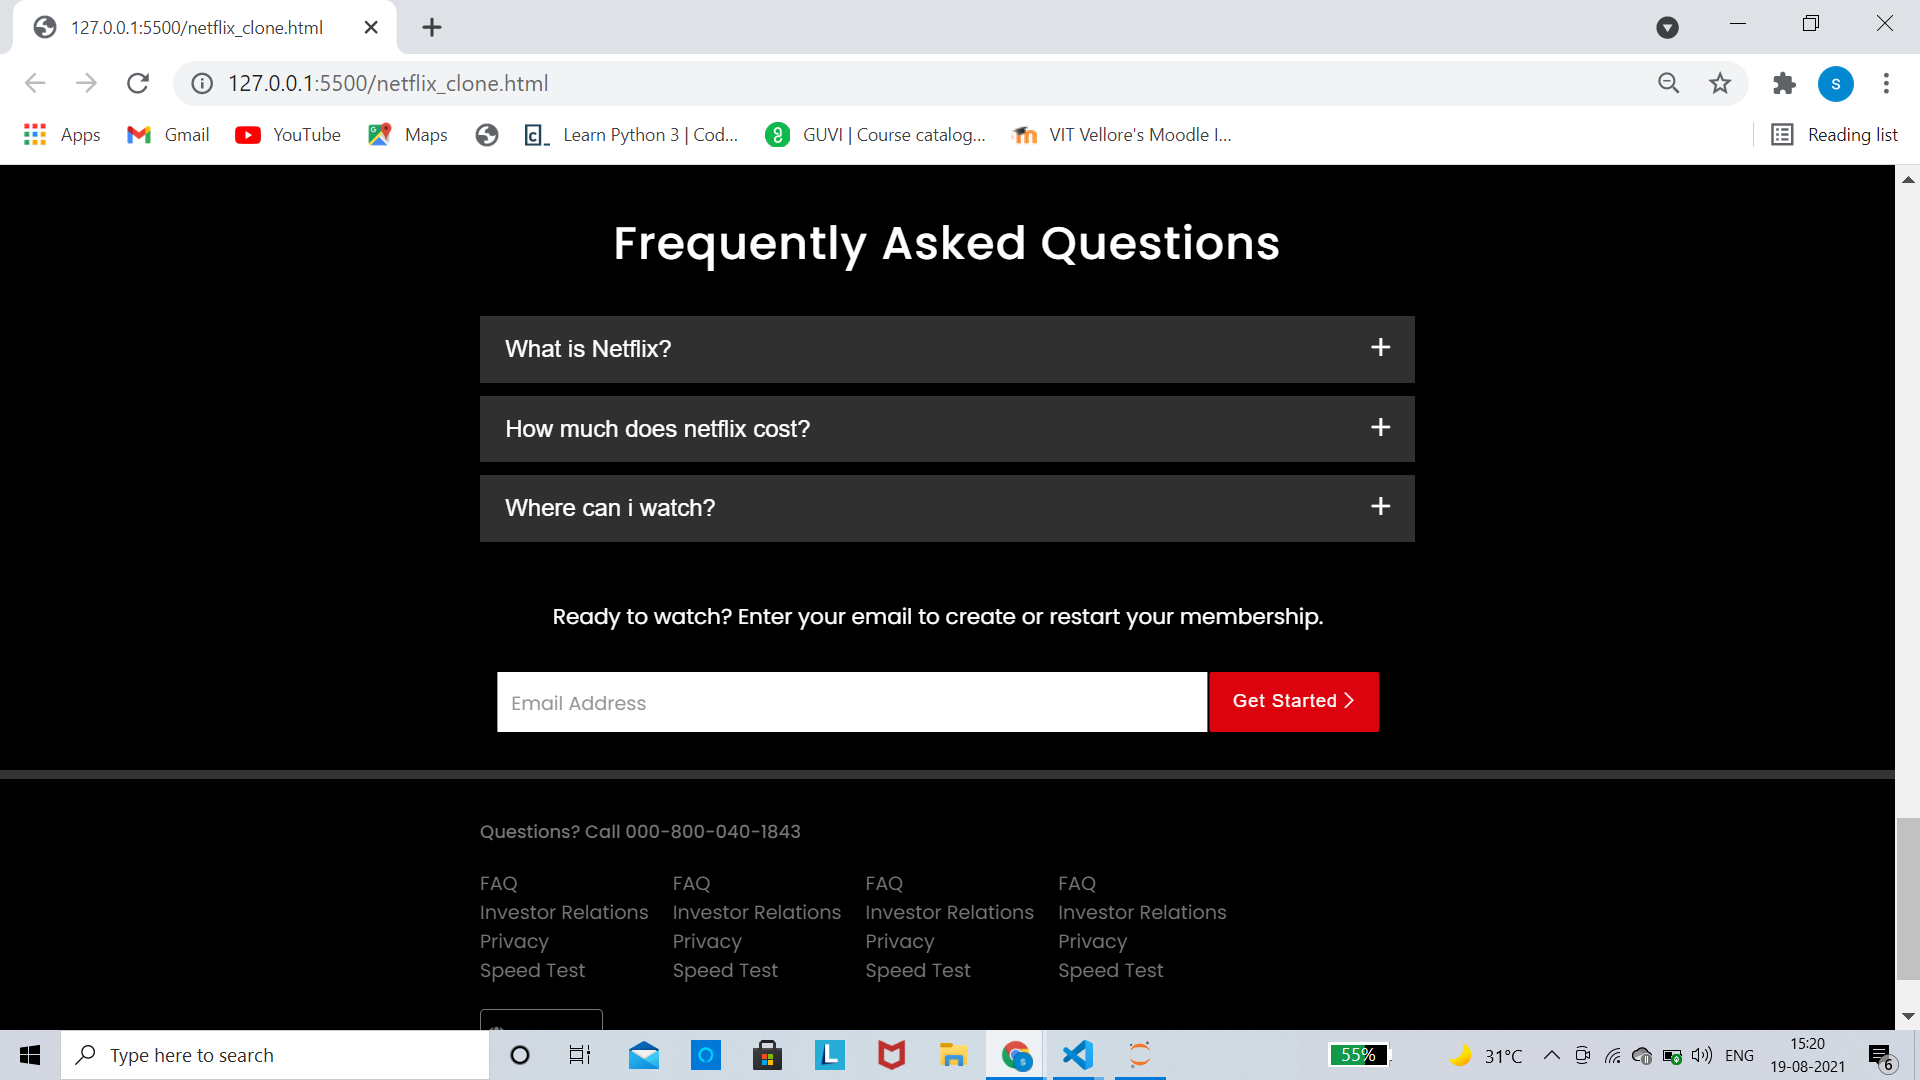 127.0.0.1:5500/netflix_clone.html
127.0.0.1:5500/netflix_clone.html
S
Apps Gmail YouTube Maps Learn Python 3 | Cod... GUVI | Course catalog... VIT Vellore's Moodle I... Reading list
Frequently Asked Questions
What is Netflix? +
How much does netflix cost? +
Where can i watch? +
Ready to watch? Enter your email to create or restart your membership.
Email Address Get Started >
Questions? Call 000-800-040-1843
FAQ FAQ FAQ FAQ
Investor Relations Investor Relations Investor Relations Investor Relations
Privacy Privacy Privacy Privacy
Speed Test Speed Test Speed Test Speed Test
Type here to search 55% 31°C ENG 15:20
19-08-2021 6